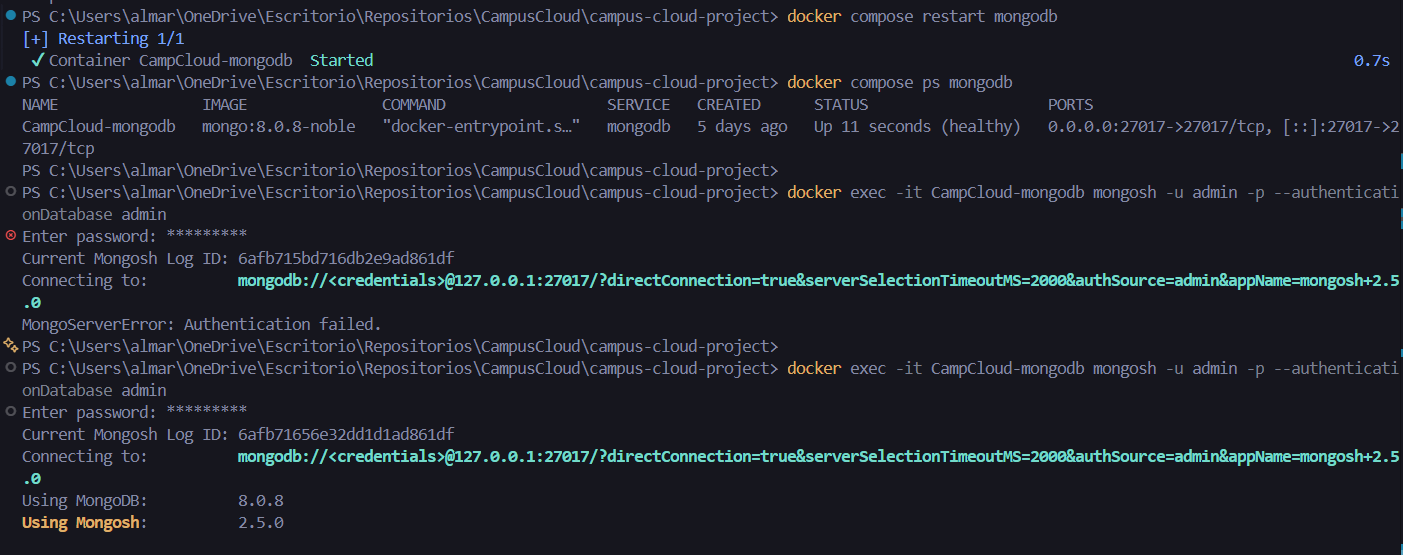 PS C:\Users\almar\OneDrive\Escritorio\Repositorios\CampusCloud\campus-cloud-project> docker compose restart mongodb
[+] Restarting 1/1
✓ Container CampCloud-mongodb  Started  0.7s
PS C:\Users\almar\OneDrive\Escritorio\Repositorios\CampusCloud\campus-cloud-project> docker compose ps mongodb
NAME  IMAGE  COMMAND  SERVICE  CREATED  STATUS  PORTS
CampCloud-mongodb  mongo:8.0.8-noble  "docker-entrypoint.s…"  mongodb  5 days ago  Up 11 seconds (healthy)  0.0.0.0:27017->27017/tcp, [::]:27017->2
7017/tcp
PS C:\Users\almar\OneDrive\Escritorio\Repositorios\CampusCloud\campus-cloud-project>
PS C:\Users\almar\OneDrive\Escritorio\Repositorios\CampusCloud\campus-cloud-project> docker exec -it CampCloud-mongodb mongosh -u admin -p --authenticati
onDatabase admin
Enter password: *********
Current Mongosh Log ID: 6afb715bd716db2e9ad861df
Connecting to:  mongodb://<credentials>@127.0.0.1:27017/?directConnection=true&serverSelectionTimeoutMS=2000&authSource=admin&appName=mongosh+2.5
.0
MongoServerError: Authentication failed.
PS C:\Users\almar\OneDrive\Escritorio\Repositorios\CampusCloud\campus-cloud-project>
PS C:\Users\almar\OneDrive\Escritorio\Repositorios\CampusCloud\campus-cloud-project> docker exec -it CampCloud-mongodb mongosh -u admin -p --authenticati
onDatabase admin
Enter password: *********
Current Mongosh Log ID: 6afb71656e32dd1d1ad861df
Connecting to:  mongodb://<credentials>@127.0.0.1:27017/?directConnection=true&serverSelectionTimeoutMS=2000&authSource=admin&appName=mongosh+2.5
.0
Using MongoDB:  8.0.8
Using Mongosh:  2.5.0